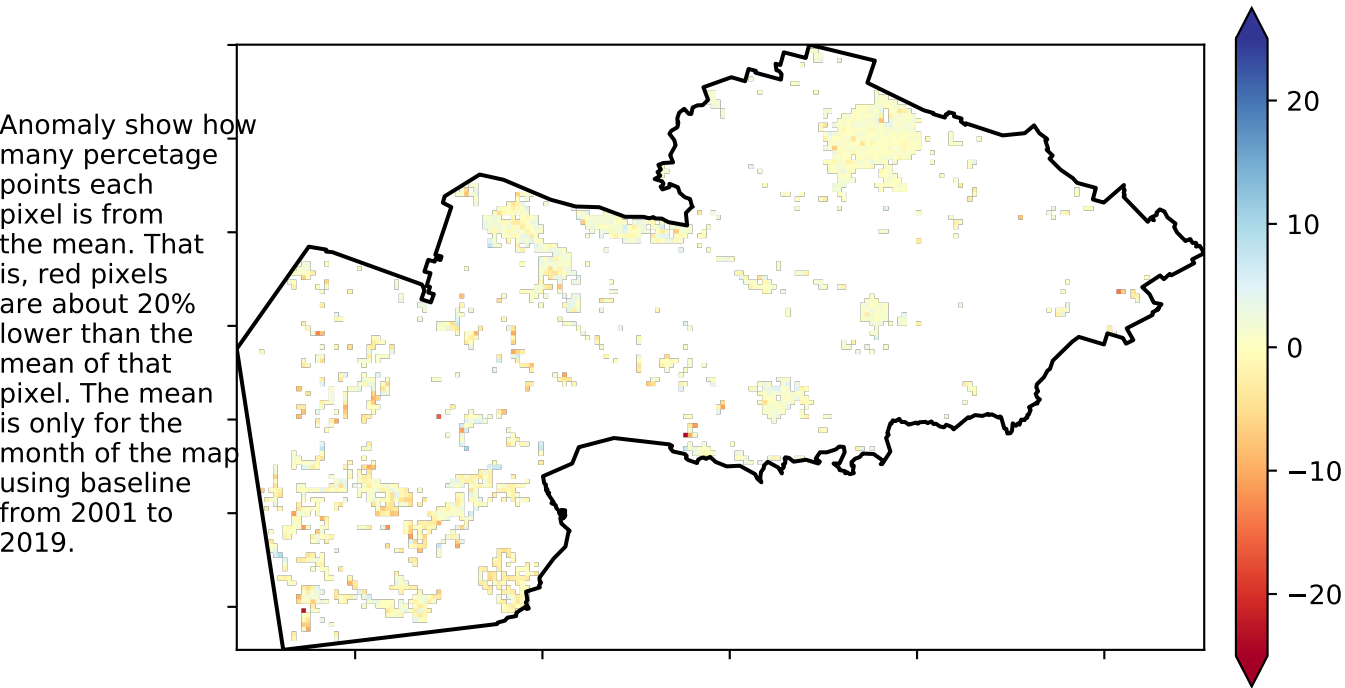 Anomaly show how
many percetage
points each
pixel is from
the mean. That
is, red pixels
are about 20%
lower than the
mean of that
pixel. The mean
is only for the
month of the map
using baseline
from 2001 to
2019.
20
10
0
−10
−20